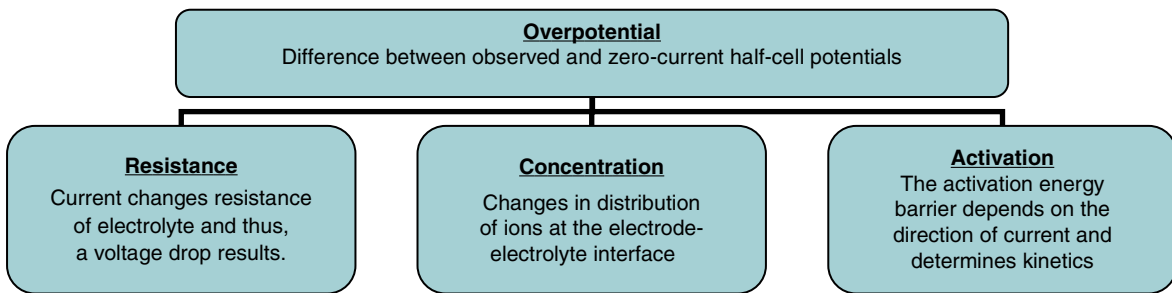 Overpotential
Difference between observed and zero-current half-cell potentials
Resistance
Current changes resistance
of electrolyte and thus,
a voltage drop results.
Concentration
Changes in distribution
of ions at the electrode-
electrolyte interface
Activation
The activation energy
barrier depends on the
direction of current and
determines kinetics